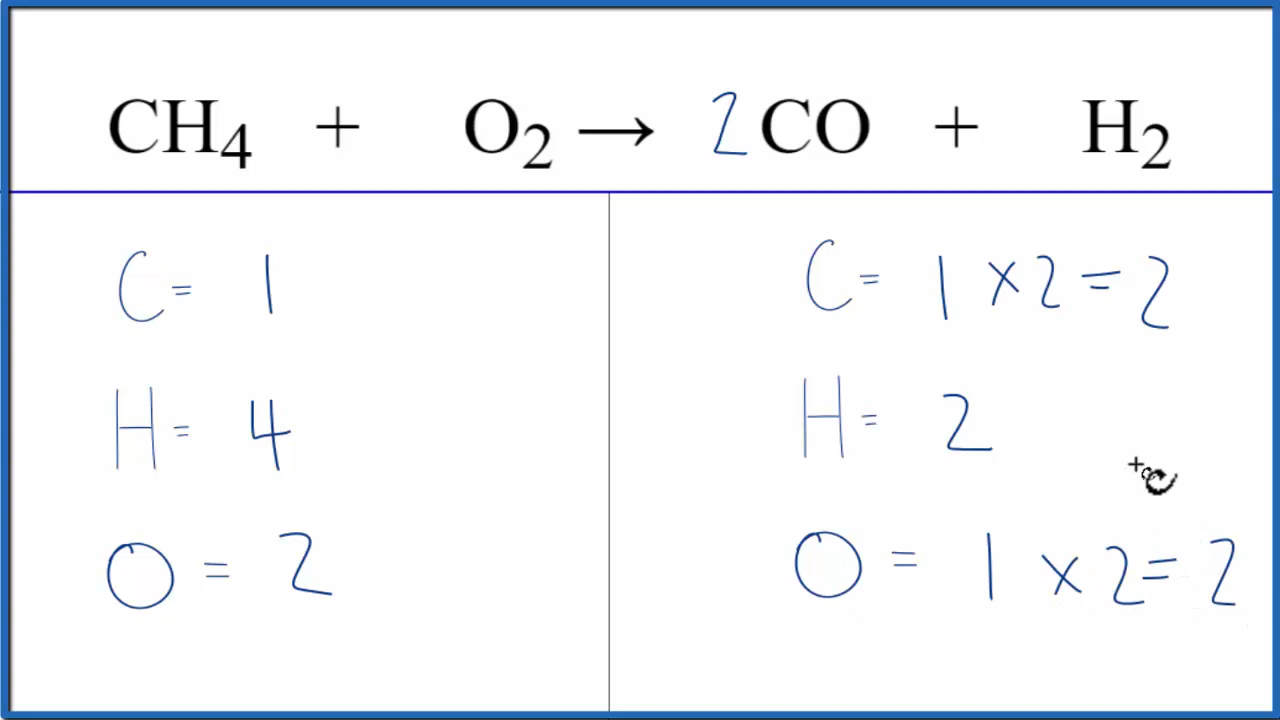 CH4 + O2 → 2CO + H2
C = 1
H = 4
O = 2
C = 1 x 2 = 2
H = 2
O = 1 x 2 = 2